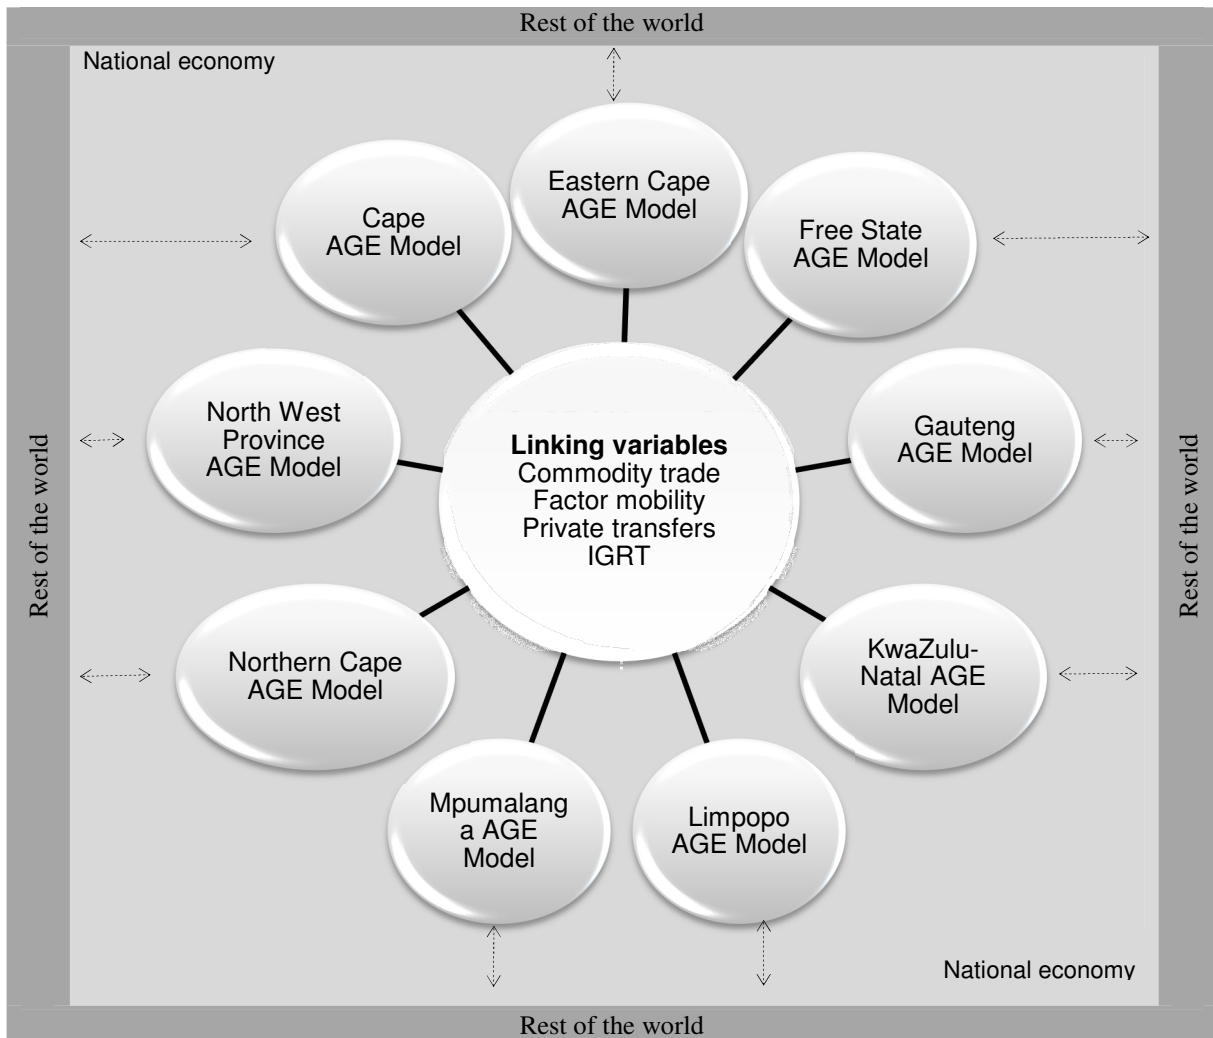 Rest of the world
National economy
Eastern Cape
AGE Model
Cape
AGE Model
Free State
AGE Model
North West
Province
AGE Model
Gauteng
AGE Model
Linking variables
Commodity trade
Factor mobility
Private transfers
IGRT
Rest of the world
Rest of the world
Northern Cape
AGE Model
KwaZulu-
Natal AGE
Model
Mpumalang
a AGE
Model
Limpopo
AGE Model
National economy
Rest of the world